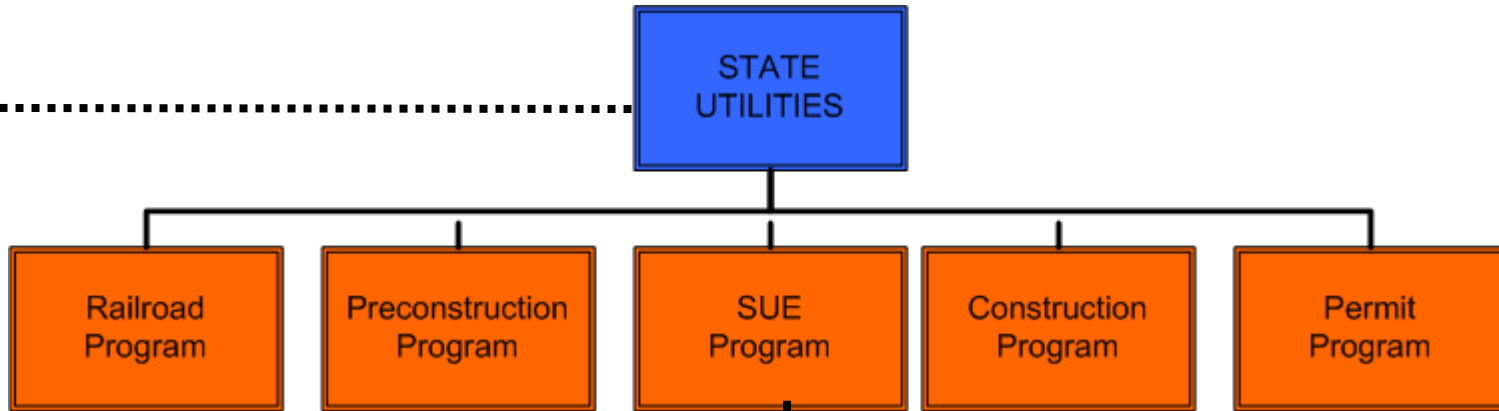 STATE
UTILITIES
Railroad
Program
Preconstruction
Program
SUE
Program
Construction
Program
Permit
Program